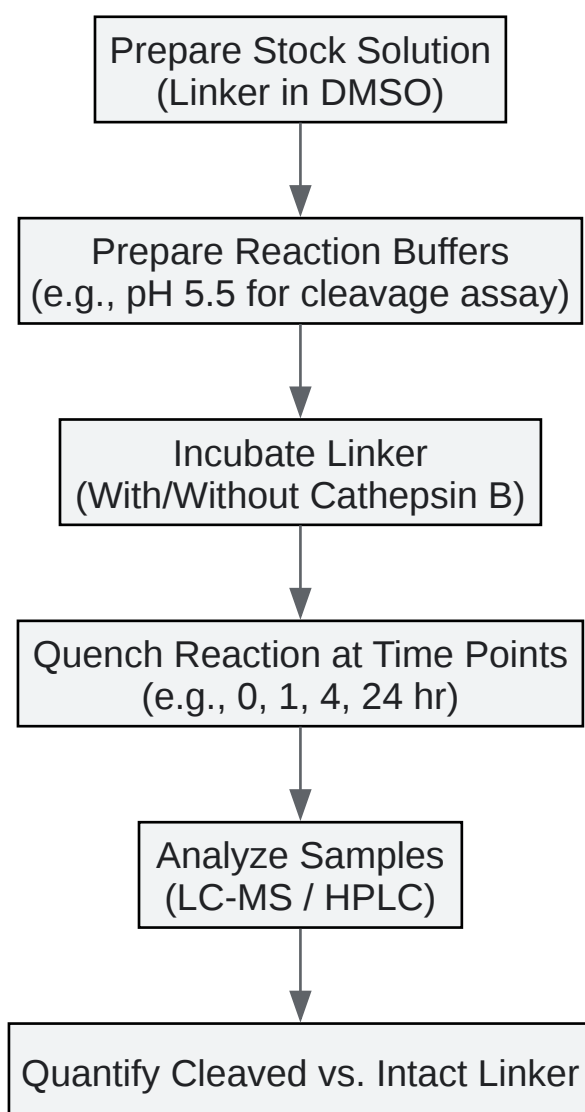 Prepare Stock Solution
(Linker in DMSO)
Prepare Reaction Buffers
(e.g., pH 5.5 for cleavage assay)
Incubate Linker
(With/Without Cathepsin B)
Quench Reaction at Time Points
(e.g., 0, 1, 4, 24 hr)
Analyze Samples
(LC-MS / HPLC)
Quantify Cleaved vs. Intact Linker